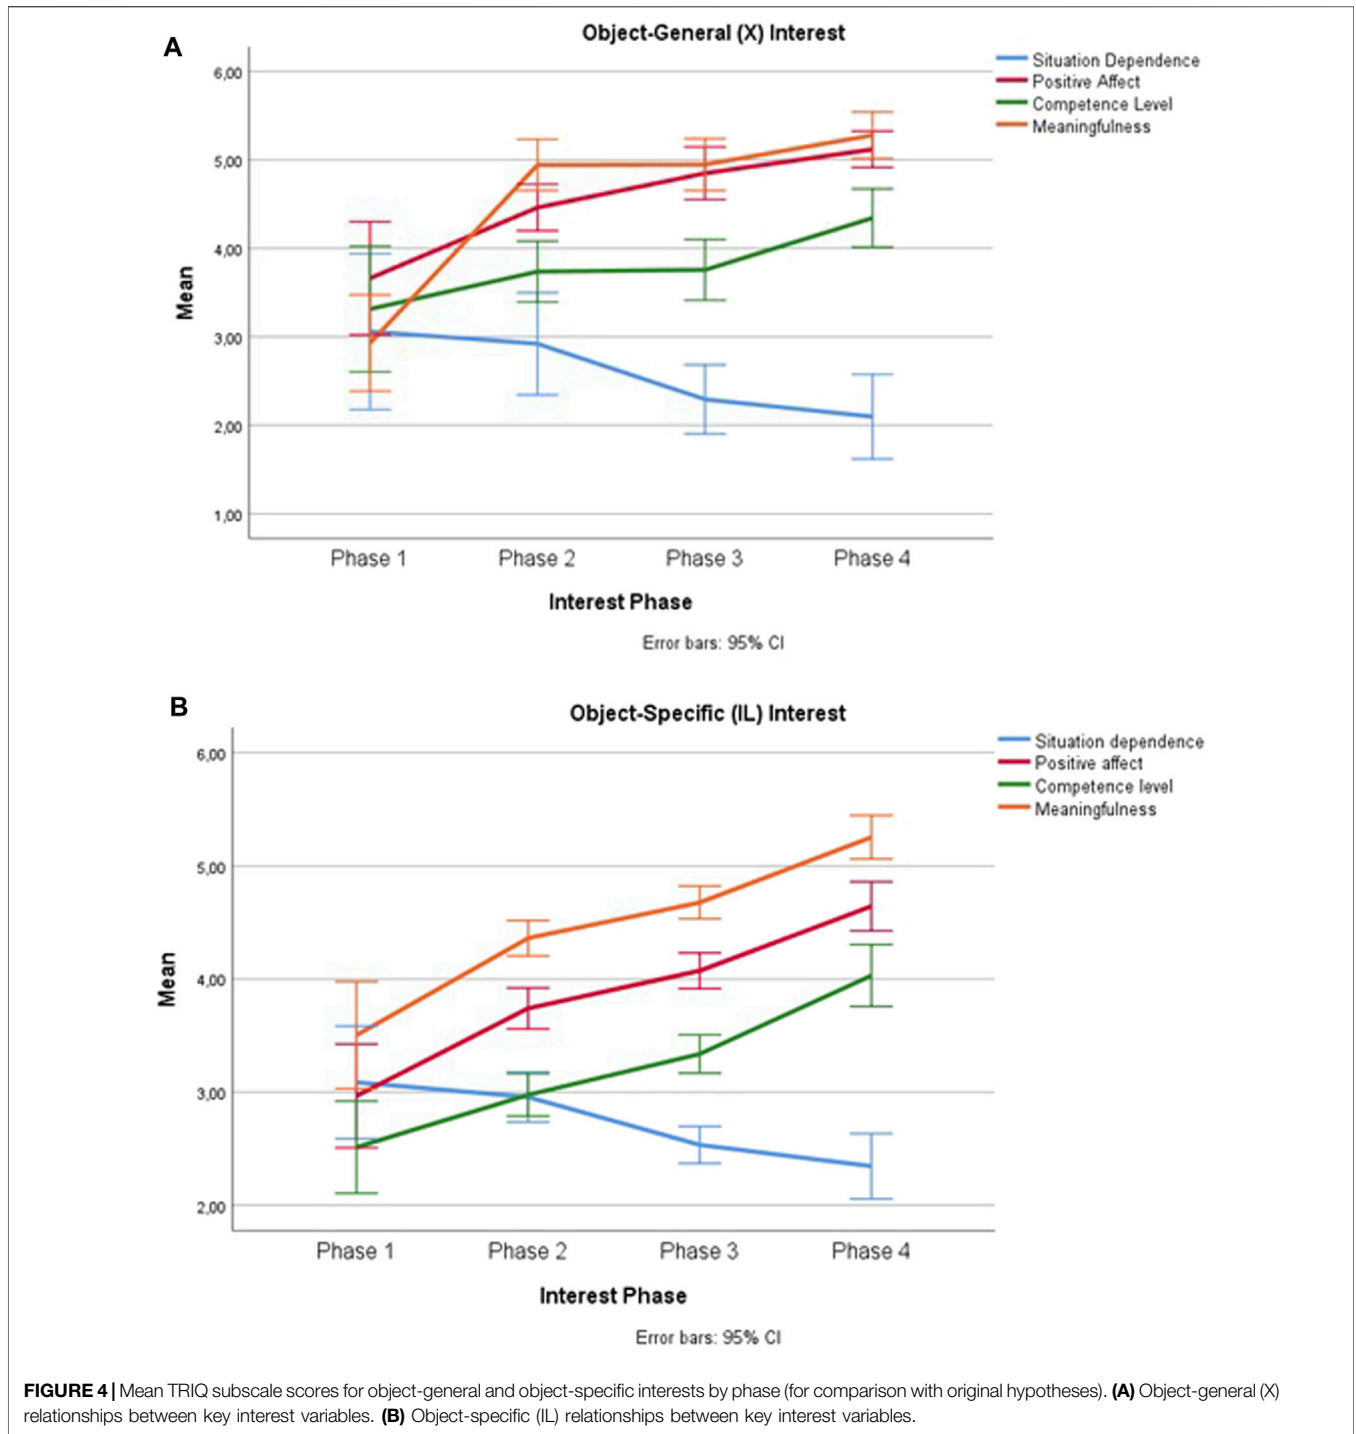 A
Object-General (X) Interest
Situation Dependence
Positive Affect
Competence Level
Meaningfulness
6,00
5,00
4,00
3,00
2,00
1,00
Mean
Phase 1 Phase 2 Phase 3 Phase 4
Interest Phase
Error bars: 95% CI
B
Object-Specific (IL) Interest
Situation dependence
Positive affect
Competence level
Meaningfulness
6,00
5,00
4,00
3,00
2,00
Mean
Phase 1 Phase 2 Phase 3 Phase 4
Interest Phase
Error bars: 95% CI
FIGURE 4 | Mean TRIQ subscale scores for object-general and object-specific interests by phase (for comparison with original hypotheses). (A) Object-general (X)
relationships between key interest variables. (B) Object-specific (IL) relationships between key interest variables.